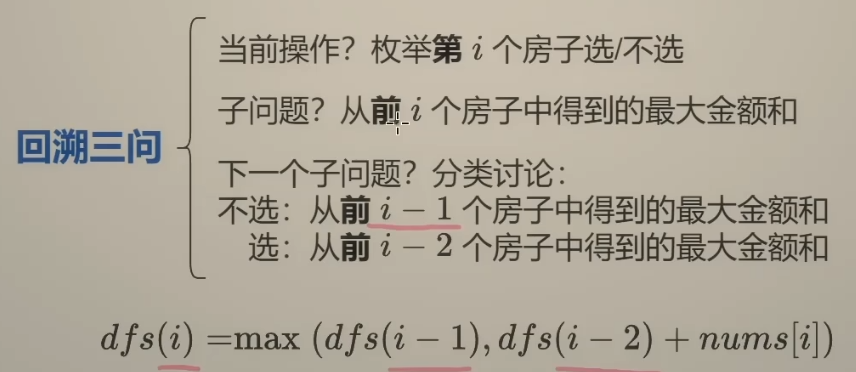 当前操作？枚举第 i 个房子选/不选
子问题？从前 i 个房子中得到的最大金额和
回溯三问
下一个子问题？分类讨论：
不选：从前 i − 1 个房子中得到的最大金额和
选：从前 i − 2 个房子中得到的最大金额和
dfs(i) =max (dfs(i − 1), dfs(i − 2) + nums[i])